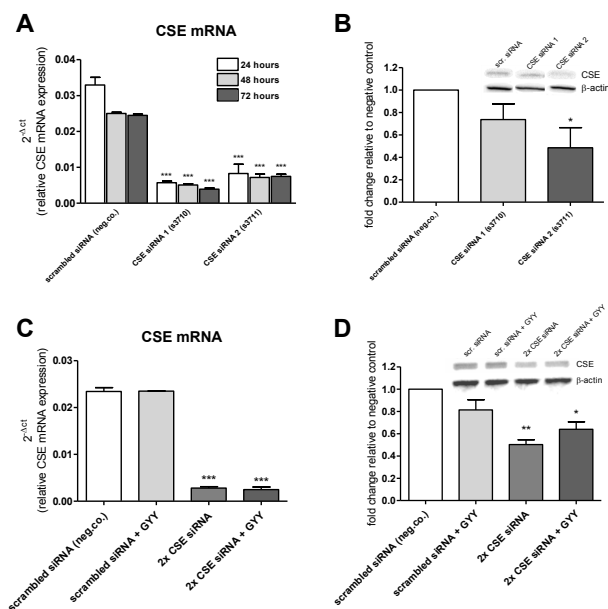 A
CSE mRNA
24 hours
48 hours
72 hours
2^-Δct
(relative CSE mRNA expression)
0.04
0.03
0.02
0.01
0.00
***
***
***
***
***
***
scrambled siRNA (neg.co.)
CSE siRNA 1 (s3710)
CSE siRNA 2 (s3711)
B
scr. siRNA
CSE siRNA 1
CSE siRNA 2
CSE
β-actin
fold change relative to negative control
1.2
1.0
0.8
0.6
0.4
0.2
0.0
*
scrambled siRNA (neg.co.)
CSE siRNA 1 (s3710)
CSE siRNA 2 (s3711)
C
CSE mRNA
2^-Δct
(relative CSE mRNA expression)
0.03
0.02
0.01
0.00
***
***
scrambled siRNA (neg.co.)
scrambled siRNA + GYY
2x CSE siRNA
2x CSE siRNA + GYY
D
scr. siRNA
scr. siRNA + GYY
2x CSE siRNA
2x CSE siRNA + GYY
CSE
β-actin
fold change relative to negative control
1.2
1.0
0.8
0.6
0.4
0.2
0.0
**
*
scrambled siRNA (neg.co.)
scrambled siRNA + GYY
2x CSE siRNA
2x CSE siRNA + GYY